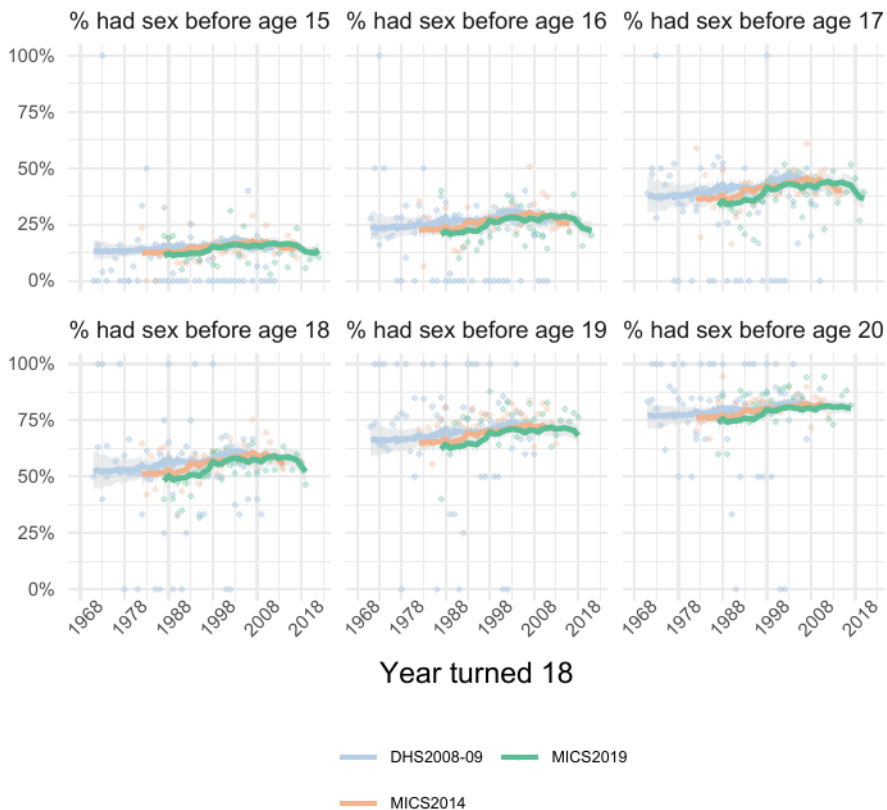 % had sex before age 15 % had sex before age 16 % had sex before age 17
100%
75%
50%
25%
0%
% had sex before age 18 % had sex before age 19 % had sex before age 20
100%
75%
50%
25%
0%
1968 1978 1988 1998 2008 2018 1968 1978 1988 1998 2008 2018 1968 1978 1988 1998 2008 2018
Year turned 18
DHS2008-09 MICS2019
MICS2014